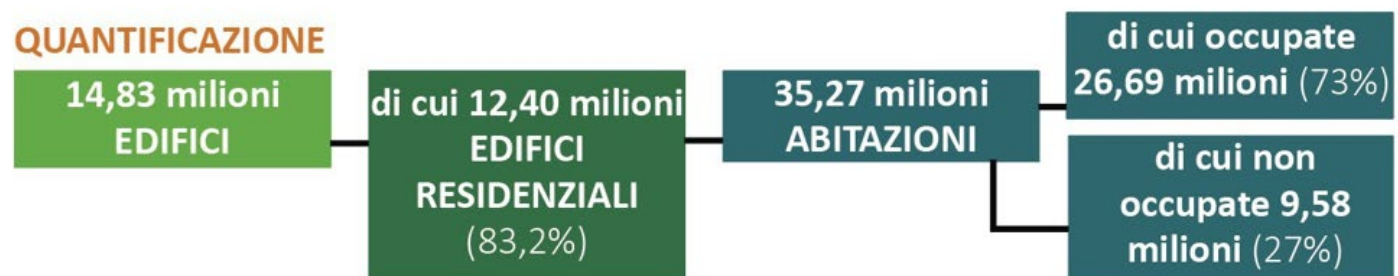 QUANTIFICAZIONE
14,83 milioni
EDIFICI
di cui 12,40 milioni
EDIFICI
RESIDENZIALI
(83,2%)
35,27 milioni
ABITAZIONI
di cui occupate
26,69 milioni (73%)
di cui non
occupate 9,58
milioni (27%)